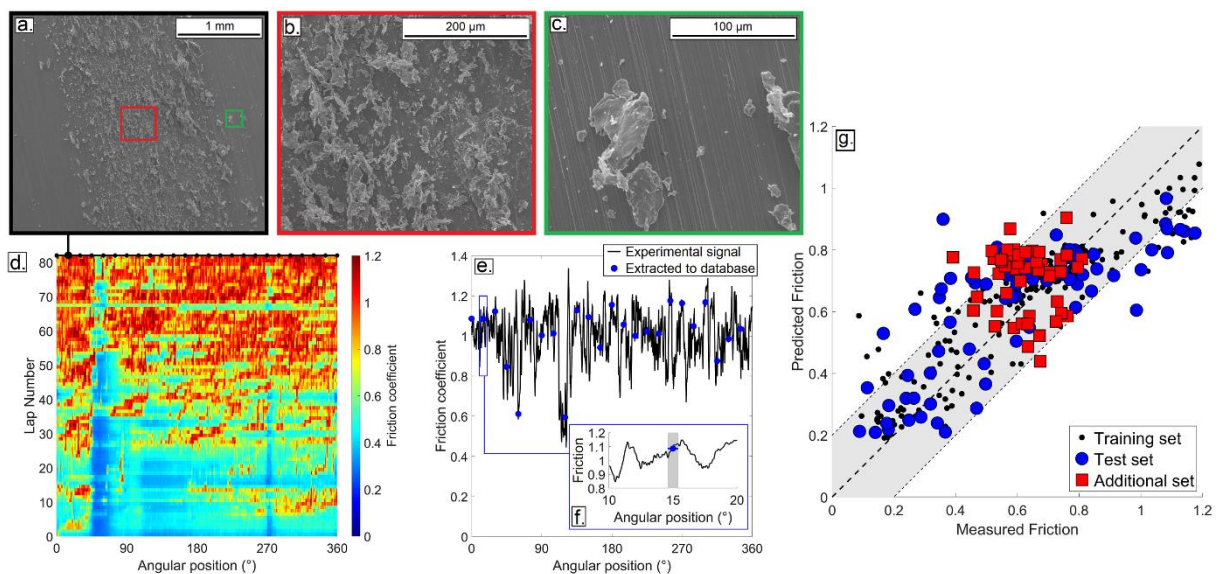 a.
1 mm
b.
200 µm
c.
100 µm
d.
80
70
60
50
40
30
20
10
0
Lap Number
0 90 180 270 360
Angular position (°)
1.2
1
0.8
0.6
0.4
0.2
0
Friction coefficient
e.
Experimental signal
Extracted to database
1.4
1.2
1.0
0.8
0.6
0.4
0.2
0
Friction coefficient
0 90 180 270 360
Angular position (°)
f.
1.2
1.1
1.0
0.9
0.8
Friction
10 15 20
Angular position (°)
g.
1.2
1
0.8
0.6
0.4
0.2
0
Predicted Friction
0 0.2 0.4 0.6 0.8 1 1.2
Measured Friction
Training set
Test set
Additional set